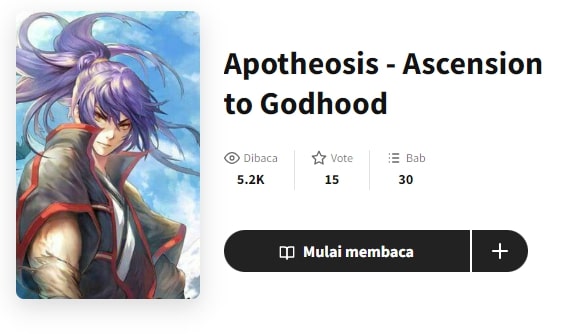 Apotheosis - Ascension
to Godhood
Dibaca Vote Bab
5.2K 15 30
Mulai membaca